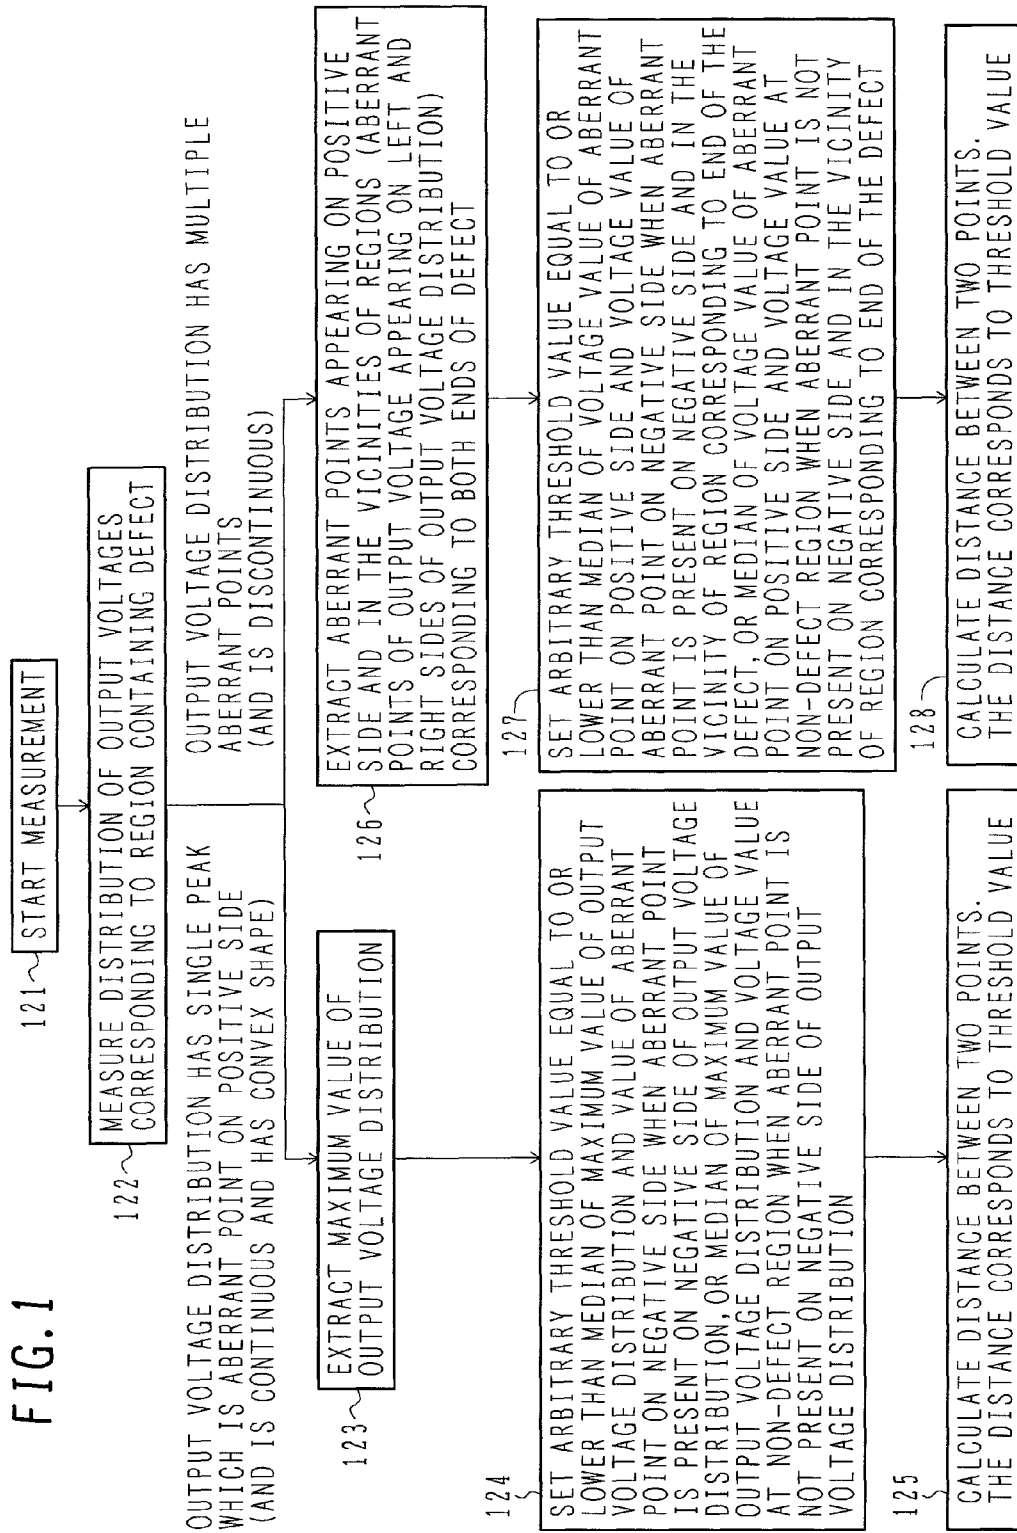 FIG. 1
121
START MEASUREMENT
122
MEASURE DISTRIBUTION OF OUTPUT VOLTAGES
CORRESPONDING TO REGION CONTAINING DEFECT
OUTPUT VOLTAGE DISTRIBUTION HAS SINGLE PEAK
WHICH IS ABERRANT POINT ON POSITIVE SIDE
(AND IS CONTINUOUS AND HAS CONVEX SHAPE)
OUTPUT VOLTAGE DISTRIBUTION HAS MULTIPLE
ABERRANT POINTS
(AND IS DISCONTINUOUS)
123
EXTRACT MAXIMUM VALUE OF
OUTPUT VOLTAGE DISTRIBUTION
124
SET ARBITRARY THRESHOLD VALUE EQUAL TO OR
LOWER THAN MEDIAN OF MAXIMUM VALUE OF OUTPUT
VOLTAGE DISTRIBUTION AND VALUE OF ABERRANT
POINT ON NEGATIVE SIDE WHEN ABERRANT POINT
IS PRESENT ON NEGATIVE SIDE OF OUTPUT VOLTAGE
DISTRIBUTION, OR MEDIAN OF MAXIMUM VALUE OF
OUTPUT VOLTAGE DISTRIBUTION AND VOLTAGE VALUE
AT NON-DEFECT REGION WHEN ABERRANT POINT IS
NOT PRESENT ON NEGATIVE SIDE OF OUTPUT
VOLTAGE DISTRIBUTION
125
CALCULATE DISTANCE BETWEEN TWO POINTS.
THE DISTANCE CORRESPONDS TO THRESHOLD VALUE
126
EXTRACT ABERRANT POINTS APPEARING ON POSITIVE
SIDE AND IN THE VICINITIES OF REGIONS (ABERRANT
POINTS OF OUTPUT VOLTAGE APPEARING ON LEFT AND
RIGHT SIDES OF OUTPUT VOLTAGE DISTRIBUTION)
CORRESPONDING TO BOTH ENDS OF DEFECT
127
SET ARBITRARY THRESHOLD VALUE EQUAL TO OR
LOWER THAN MEDIAN OF VOLTAGE VALUE OF ABERRANT
POINT ON POSITIVE SIDE AND VOLTAGE VALUE OF
ABERRANT POINT ON NEGATIVE SIDE WHEN ABERRANT
POINT IS PRESENT ON NEGATIVE SIDE AND IN THE
VICINITY OF REGION CORRESPONDING TO END OF THE
DEFECT, OR MEDIAN OF VOLTAGE VALUE OF ABERRANT
POINT ON POSITIVE SIDE AND VOLTAGE VALUE AT
NON-DEFECT REGION WHEN ABERRANT POINT IS NOT
PRESENT ON NEGATIVE SIDE AND IN THE VICINITY
OF REGION CORRESPONDING TO END OF THE DEFECT
128
CALCULATE DISTANCE BETWEEN TWO POINTS.
THE DISTANCE CORRESPONDS TO THRESHOLD VALUE